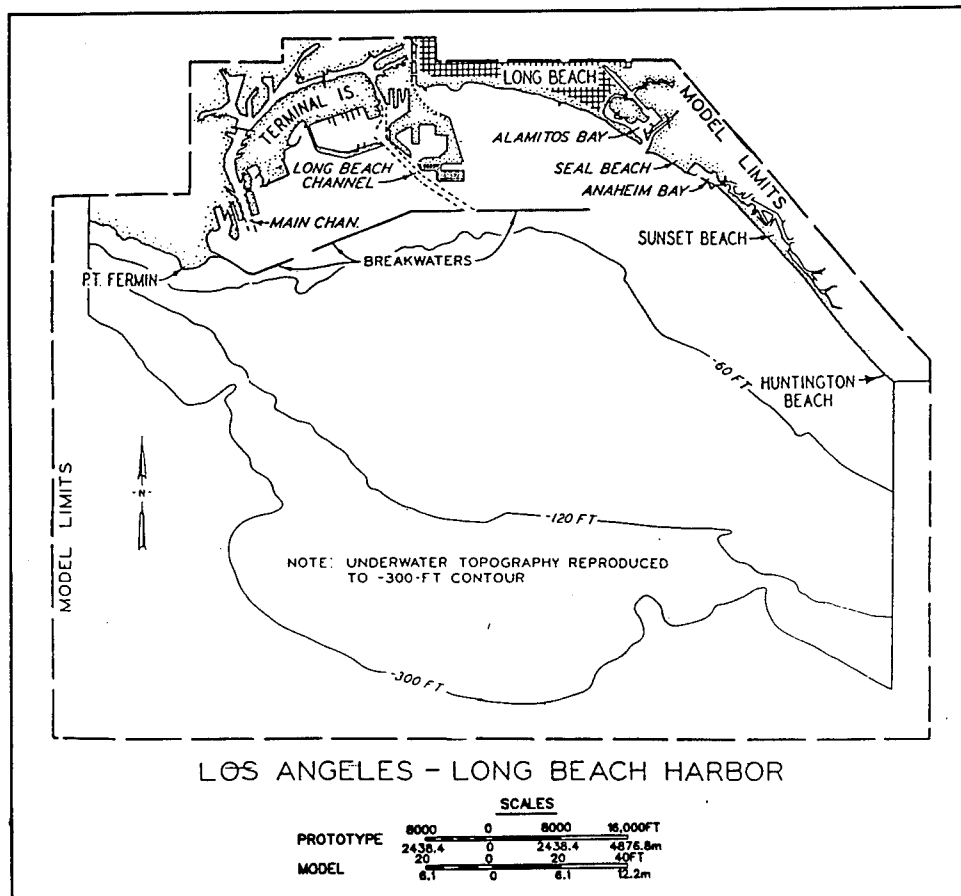 LONG BEACH
TERMINAL IS.
MODEL LIMITS
ALAMITOS BAY
LONG BEACH
CHANNEL
SEAL BEACH
ANAHEIM BAY
MAIN CHAN.
SUNSET BEACH
BREAKWATERS
P.T. FERMIN
-60 FT
HUNTINGTON
BEACH
-N-
MODEL LIMITS
-120 FT
NOTE: UNDERWATER TOPOGRAPHY REPRODUCED
TO -300-FT CONTOUR
-300 FT
LOS ANGELES - LONG BEACH HARBOR
SCALES
8000 0 8000 16,000FT
PROTOTYPE
2438.4 0 2438.4 4876.8m
20 0 20 40FT
MODEL
6.1 0 6.1 12.2m